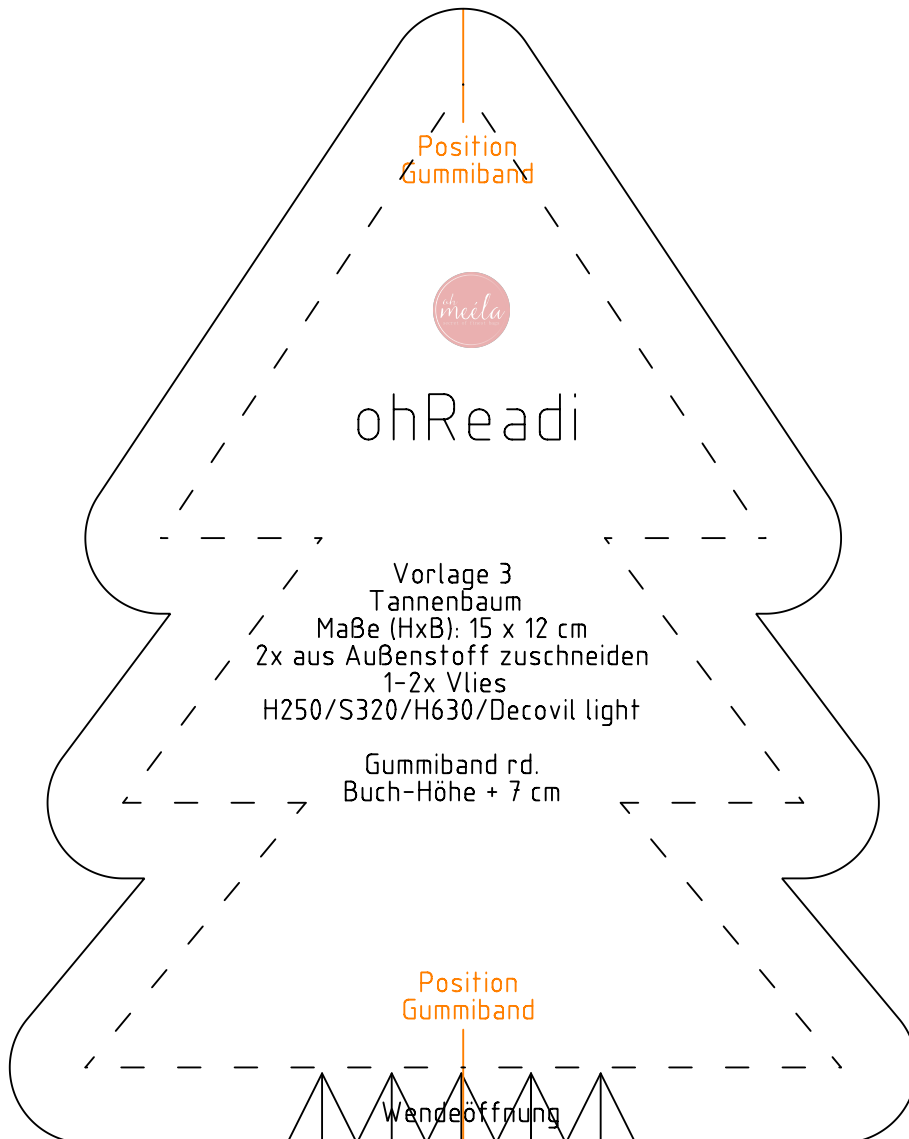 Position
Gummiband
oh
meéla
ohReadi
Vorlage 3
Tannenbaum
Maße (HxB): 15 x 12 cm
2x aus Außenstoff zuschneiden
1-2x Vlies
H250/S320/H630/Decovil light
Gummiband rd.
Buch-Höhe + 7 cm
Position
Gummiband
Wendeöffnung